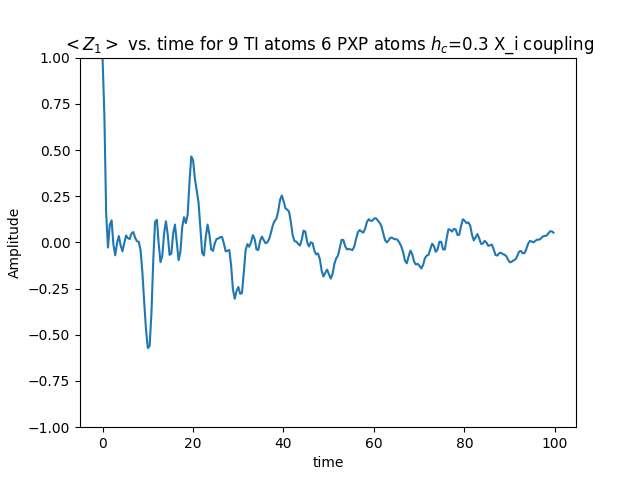 < Z₁ > vs. time for 9 TI atoms 6 PXP atoms h_c=0.3 X_i coupling
1.00
0.75
0.50
0.25
0.00
−0.25
−0.50
−0.75
−1.00
Amplitude
0 20 40 60 80 100
time